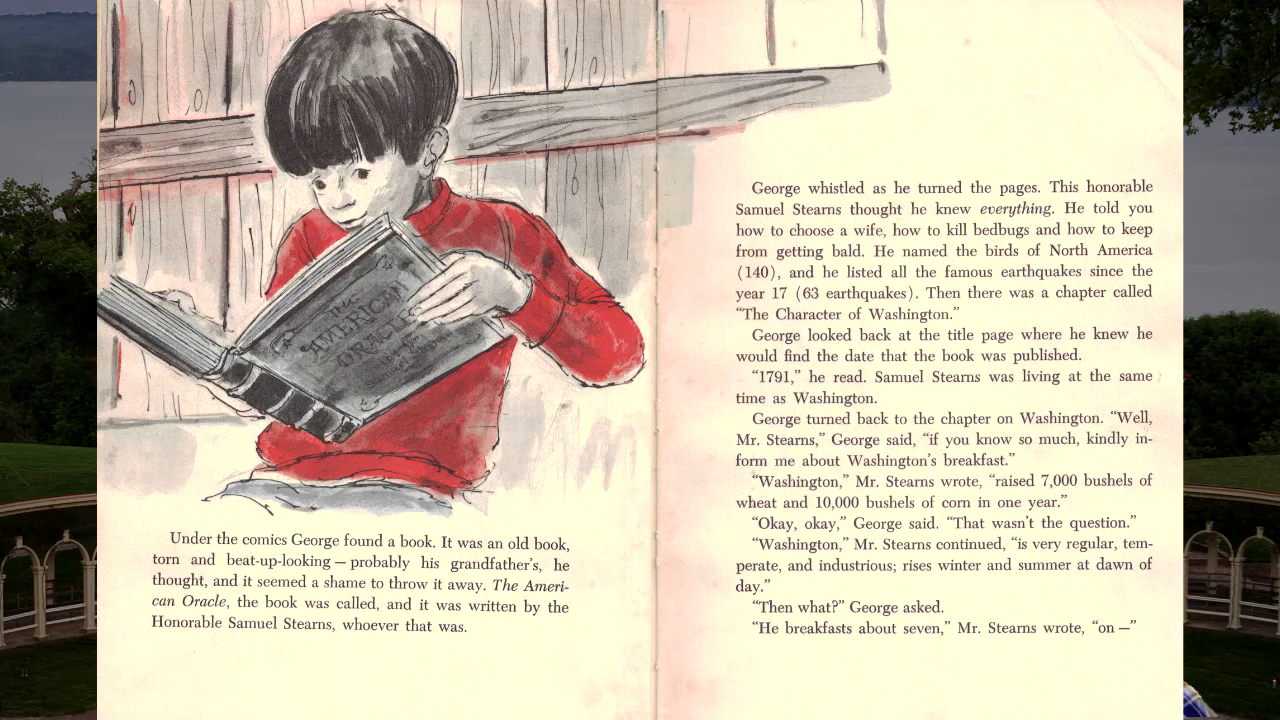 THE
AMERICAN
ORACLE
Under the comics George found a book. It was an old book,
torn and beat-up-looking — probably his grandfather's, he
thought, and it seemed a shame to throw it away. The Ameri-
can Oracle, the book was called, and it was written by the
Honorable Samuel Stearns, whoever that was.
George whistled as he turned the pages. This honorable
Samuel Stearns thought he knew everything. He told you
how to choose a wife, how to kill bedbugs and how to keep
from getting bald. He named the birds of North America
(140), and he listed all the famous earthquakes since the
year 17 (63 earthquakes). Then there was a chapter called
“The Character of Washington.”
George looked back at the title page where he knew he
would find the date that the book was published.
“1791,” he read. Samuel Stearns was living at the same
time as Washington.
George turned back to the chapter on Washington. “Well,
Mr. Stearns,” George said, “if you know so much, kindly in-
form me about Washington's breakfast.”
“Washington,” Mr. Stearns wrote, “raised 7,000 bushels of
wheat and 10,000 bushels of corn in one year.”
“Okay, okay,” George said. “That wasn't the question.”
“Washington,” Mr. Stearns continued, “is very regular, tem-
perate, and industrious; rises winter and summer at dawn of
day.”
“Then what?” George asked.
“He breakfasts about seven,” Mr. Stearns wrote, “on —”